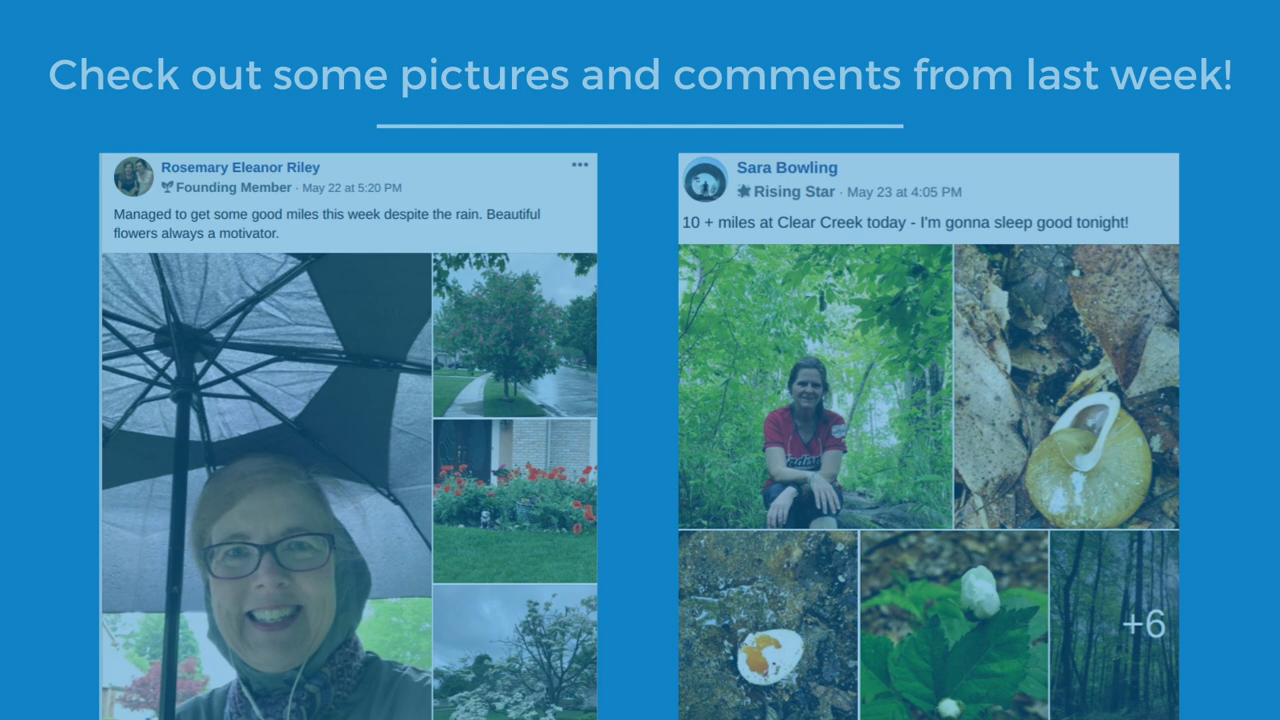 Check out some pictures and comments from last week!
Rosemary Eleanor Riley
Founding Member · May 22 at 5:20 PM
Managed to get some good miles this week despite the rain. Beautiful
flowers always a motivator.
Sara Bowling
Rising Star · May 23 at 4:05 PM
10 + miles at Clear Creek today - I'm gonna sleep good tonight!
+6